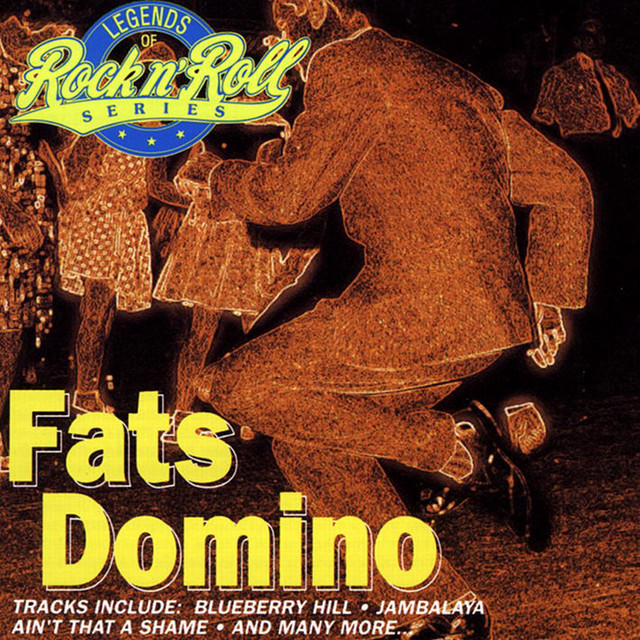 LEGENDS
OF
Rock n' Roll
SERIES
Fats
Domino
TRACKS INCLUDE: BLUEBERRY HILL • JAMBALAYA
AIN'T THAT A SHAME • AND MANY MORE...